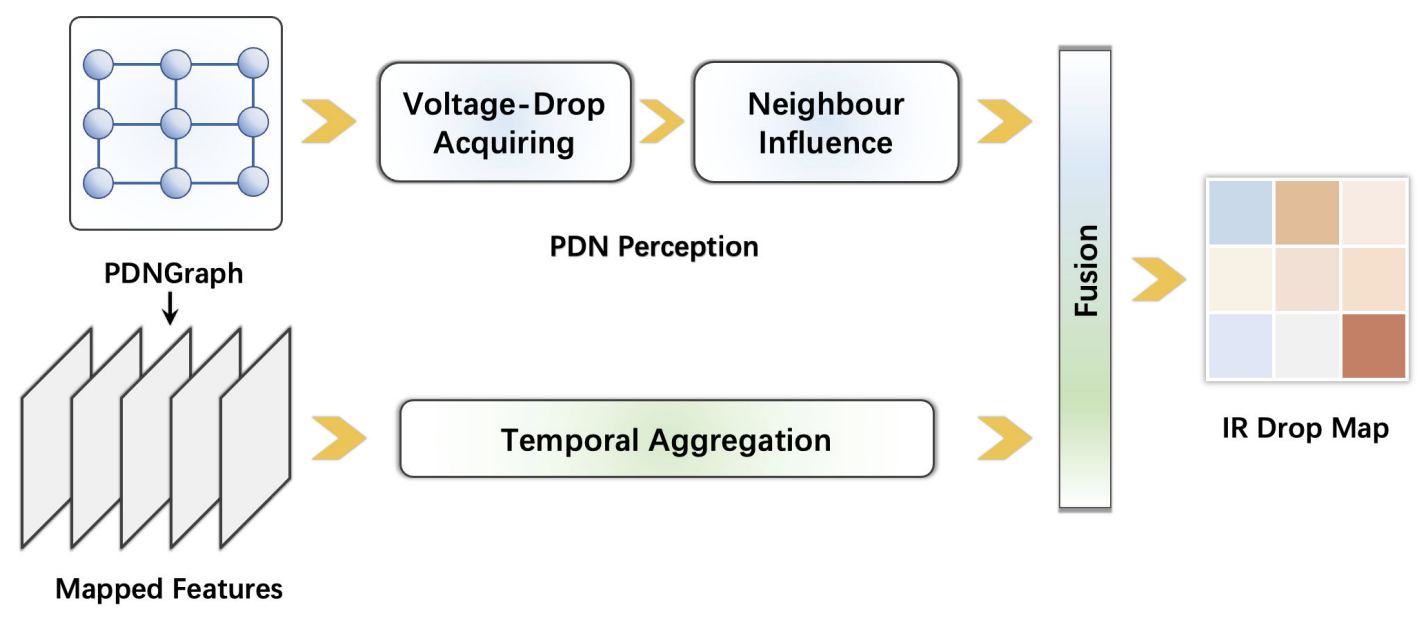 Voltage-Drop
Acquiring
Neighbour
Influence
PDN Perception
PDNGraph
Fusion
Temporal Aggregation
IR Drop Map
Mapped Features